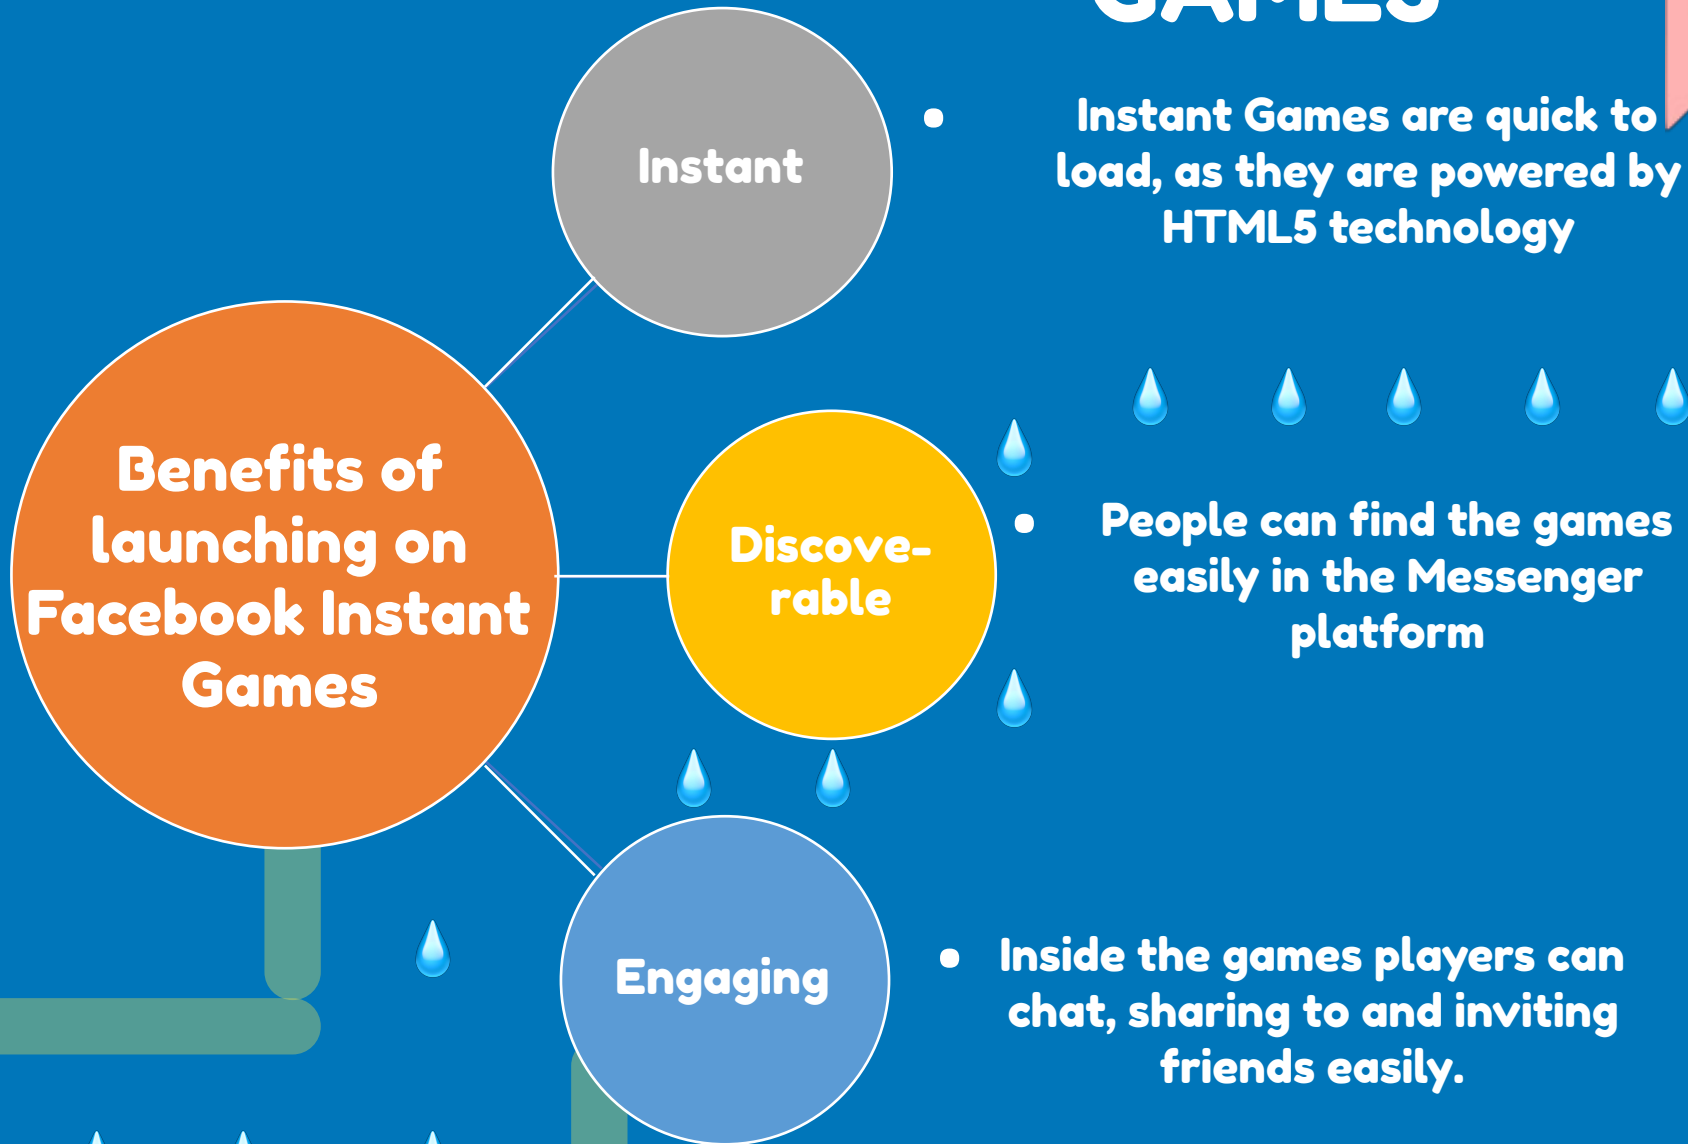 GAMES
Instant
• Instant Games are quick to
load, as they are powered by
HTML5 technology
Benefits of
launching on
Facebook Instant
Games
Discove-
rable
• People can find the games
easily in the Messenger
platform
Engaging
• Inside the games players can
chat, sharing to and inviting
friends easily.